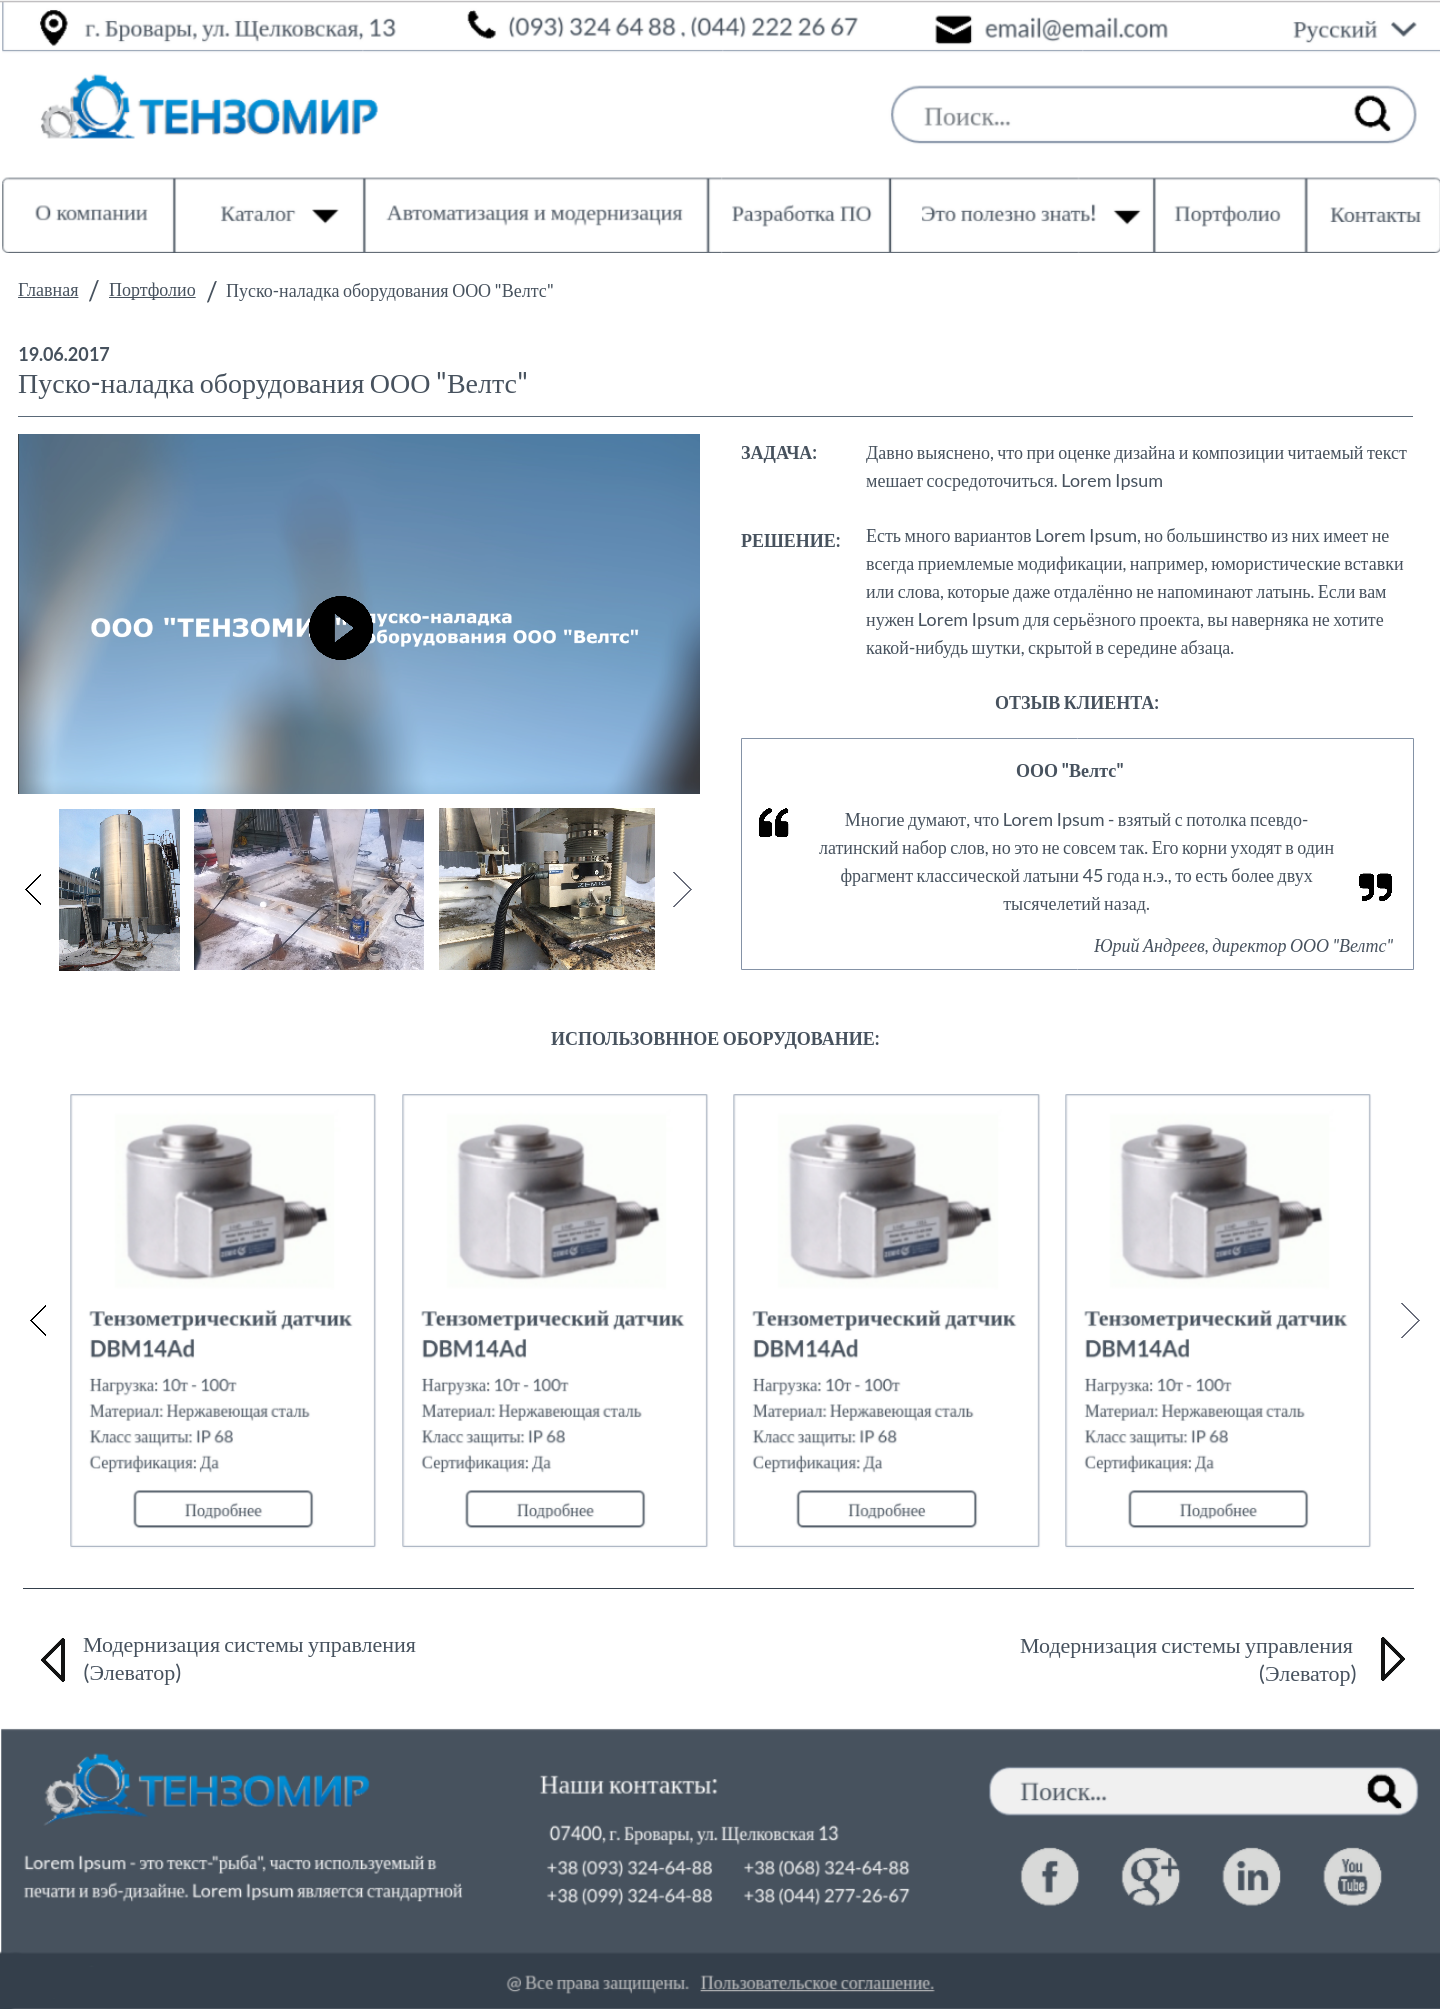 г. Бровары, ул. Щелковская, 13
(093) 324 64 88 , (044) 222 26 67
email@email.com
Русский
ТЕНЗОМИР
Поиск...
О компании
Каталог
Автоматизация и модернизация
Разработка ПО
Это полезно знать!
Портфолио
Контакты
Главная / Портфолио / Пуско-наладка оборудования ООО "Велтс"
19.06.2017
Пуско-наладка оборудования ООО "Велтс"
ООО "ТЕНЗОМИ
уско-наладка
оборудования ООО "Велтс"
ЗАДАЧА:
Давно выяснено, что при оценке дизайна и композиции читаемый текст
мешает сосредоточиться. Lorem Ipsum
РЕШЕНИЕ:
Есть много вариантов Lorem Ipsum, но большинство из них имеет не
всегда приемлемые модификации, например, юмористические вставки
или слова, которые даже отдалённо не напоминают латынь. Если вам
нужен Lorem Ipsum для серьёзного проекта, вы наверняка не хотите
какой-нибудь шутки, скрытой в середине абзаца.
ОТЗЫВ КЛИЕНТА:
ООО "Велтс"
Многие думают, что Lorem Ipsum - взятый с потолка псевдо-
латинский набор слов, но это не совсем так. Его корни уходят в один
фрагмент классической латыни 45 года н.э., то есть более двух
тысячелетий назад.
Юрий Андреев, директор ООО "Велтс"
ZEMIC
ИСПОЛЬЗОВННОЕ ОБОРУДОВАНИЕ:
Тензометрический датчик
DBM14Ad
Нагрузка: 10т - 100т
Материал: Нержавеющая сталь
Класс защиты: IP 68
Сертификация: Да
Подробнее
Тензометрический датчик
DBM14Ad
Нагрузка: 10т - 100т
Материал: Нержавеющая сталь
Класс защиты: IP 68
Сертификация: Да
Подробнее
Тензометрический датчик
DBM14Ad
Нагрузка: 10т - 100т
Материал: Нержавеющая сталь
Класс защиты: IP 68
Сертификация: Да
Подробнее
Тензометрический датчик
DBM14Ad
Нагрузка: 10т - 100т
Материал: Нержавеющая сталь
Класс защиты: IP 68
Сертификация: Да
Подробнее
Модернизация системы управления
(Элеватор)
Модернизация системы управления
(Элеватор)
ТЕНЗОМИР
Lorem Ipsum - это текст-"рыба", часто используемый в
печати и вэб-дизайне. Lorem Ipsum является стандартной
Наши контакты:
07400, г. Бровары, ул. Щелковская 13
+38 (093) 324-64-88 +38 (068) 324-64-88
+38 (099) 324-64-88 +38 (044) 277-26-67
Поиск...
f
g+
in
You
Tube
@ Все права защищены. Пользовательское соглашение.